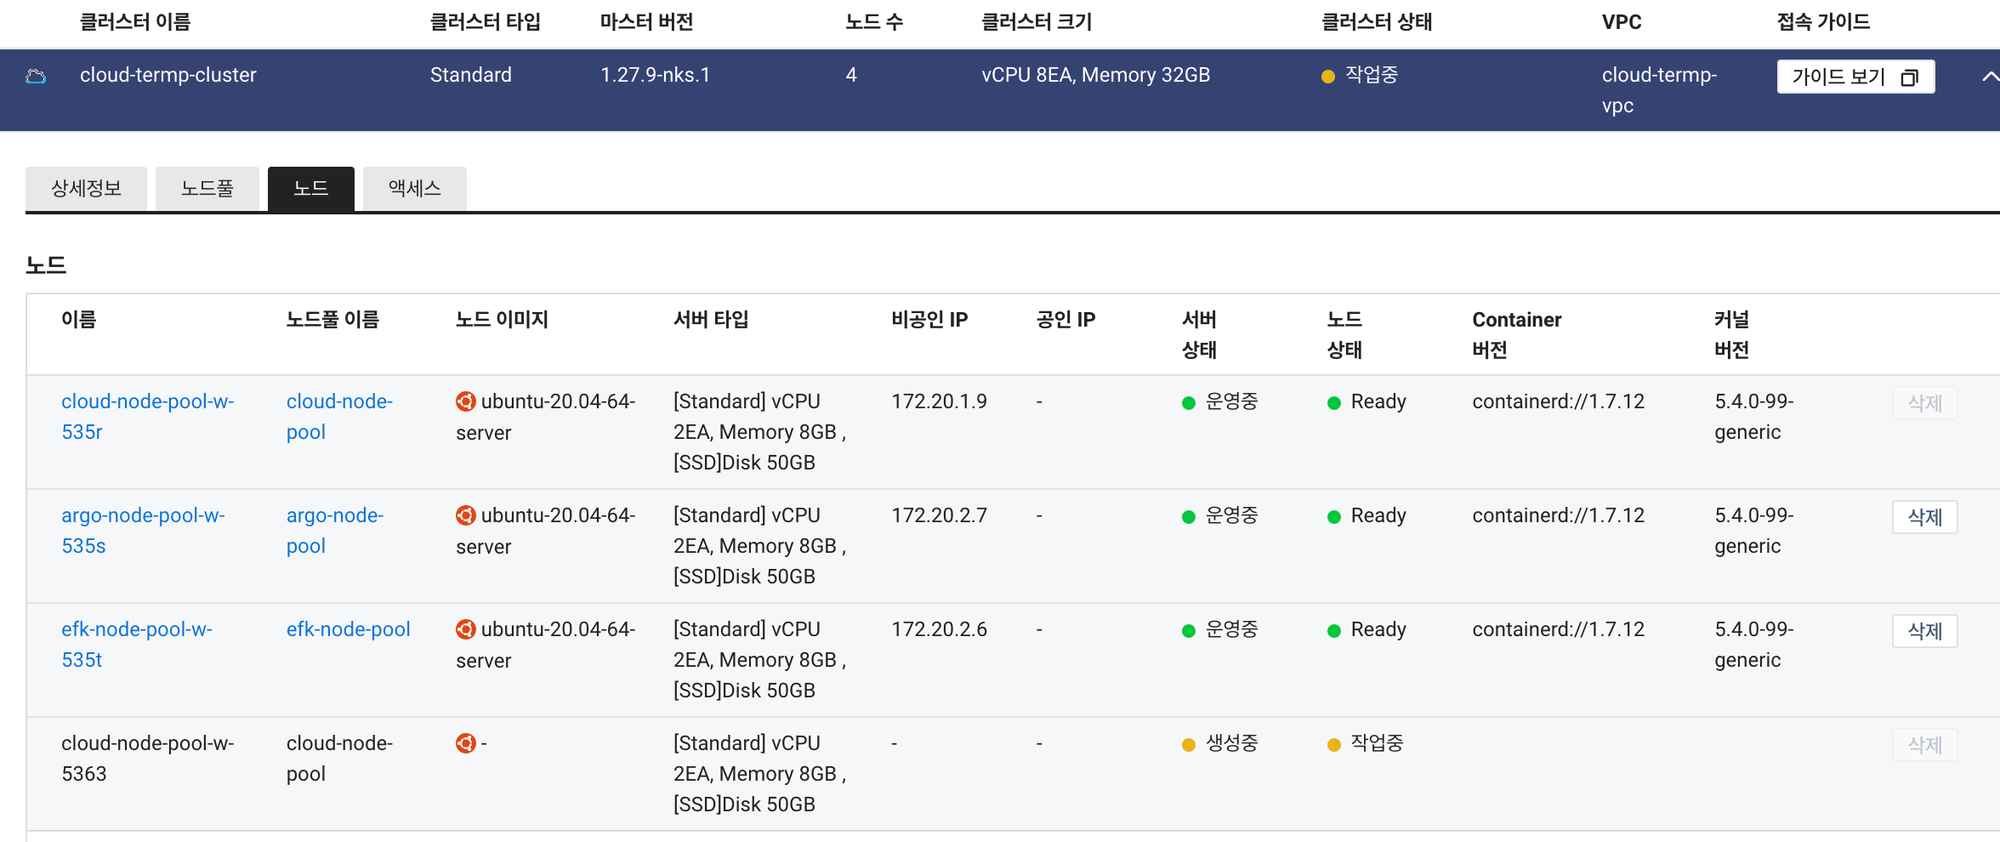 클러스터 이름 클러스터 타입 마스터 버전 노드 수 클러스터 크기 클러스터 상태 VPC 접속 가이드
cloud-termp-cluster Standard 1.27.9-nks.1 4 vCPU 8EA, Memory 32GB 작업중 cloud-termp- 가이드 보기
vpc
상세정보 노드풀 노드 액세스
노드
이름 노드풀 이름 노드 이미지 서버 타입 비공인 IP 공인 IP 서버 노드 Container 커널
상태 상태 버전 버전
cloud-node-pool-w- cloud-node- ubuntu-20.04-64- [Standard] vCPU 172.20.1.9 - 운영중 Ready containerd://1.7.12 5.4.0-99- 삭제
535r pool server 2EA, Memory 8GB , generic
[SSD]Disk 50GB
argo-node-pool-w- argo-node- ubuntu-20.04-64- [Standard] vCPU 172.20.2.7 - 운영중 Ready containerd://1.7.12 5.4.0-99- 삭제
535s pool server 2EA, Memory 8GB , generic
[SSD]Disk 50GB
efk-node-pool-w- efk-node-pool ubuntu-20.04-64- [Standard] vCPU 172.20.2.6 - 운영중 Ready containerd://1.7.12 5.4.0-99- 삭제
535t server 2EA, Memory 8GB , generic
[SSD]Disk 50GB
cloud-node-pool-w- cloud-node- - [Standard] vCPU - - 생성중 작업중 삭제
5363 pool 2EA, Memory 8GB ,
[SSD]Disk 50GB